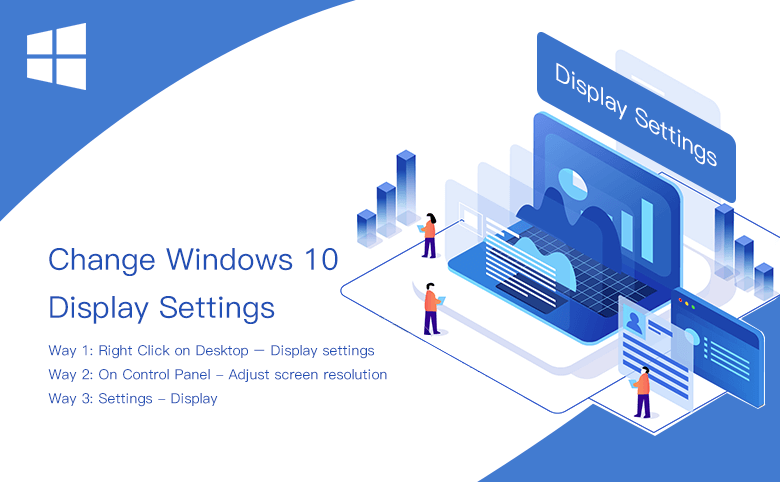 Display Settings
Change Windows 10
Display Settings
Way 1: Right Click on Desktop — Display settings
Way 2: On Control Panel – Adjust screen resolution
Way 3: Settings – Display